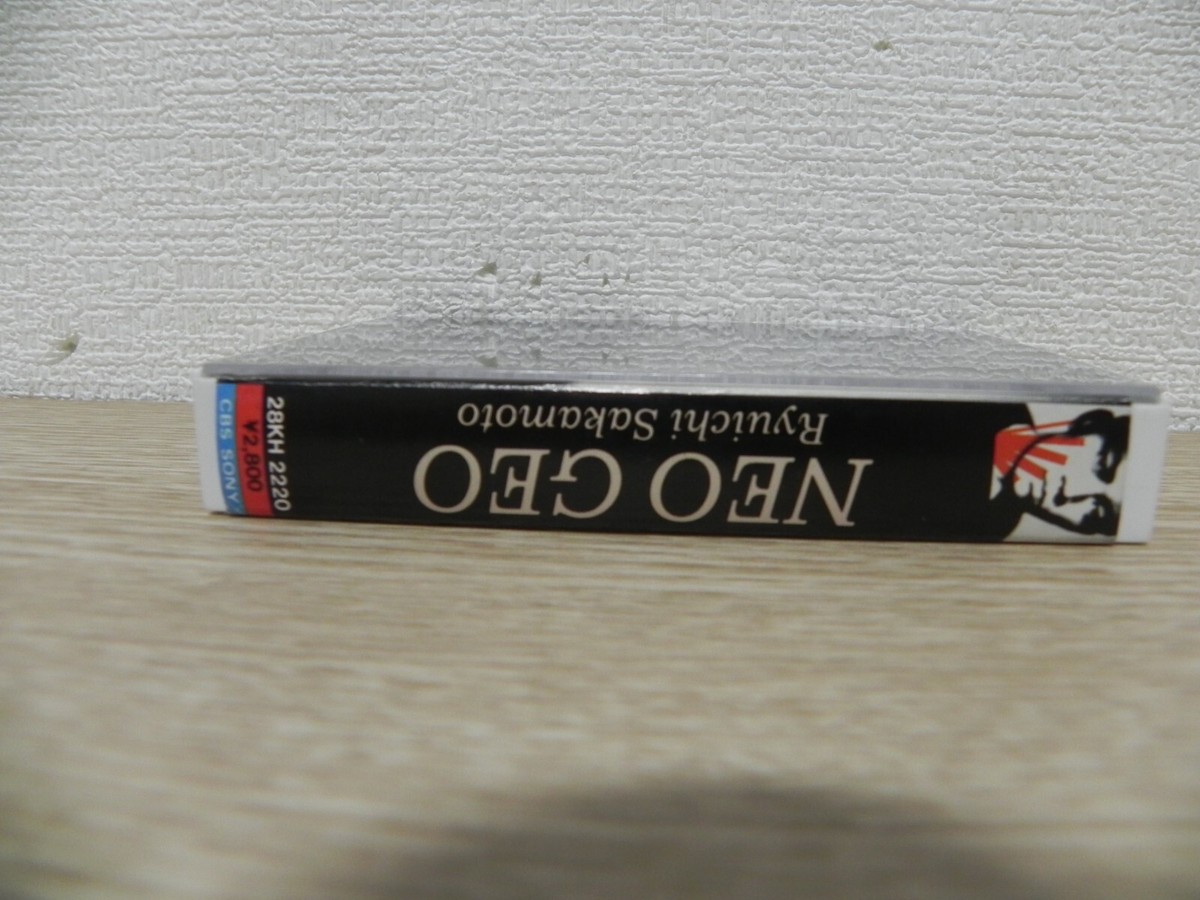 NEO GEO
Ryuichi Sakamoto
28KH 2220
¥2,800
CBS SONY